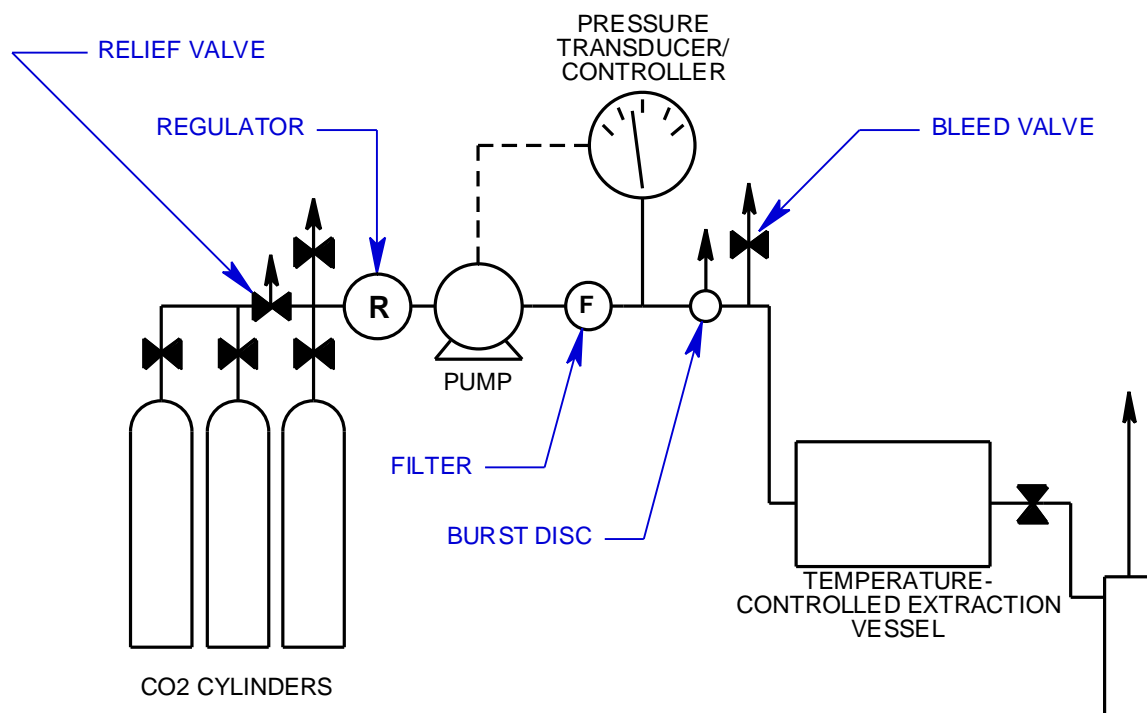 PRESSURE
TRANSDUCER/
CONTROLLER
RELIEF VALVE
REGULATOR
BLEED VALVE
R
F
PUMP
FILTER
BURST DISC
TEMPERATURE-
CONTROLLED EXTRACTION
VESSEL
CO2 CYLINDERS